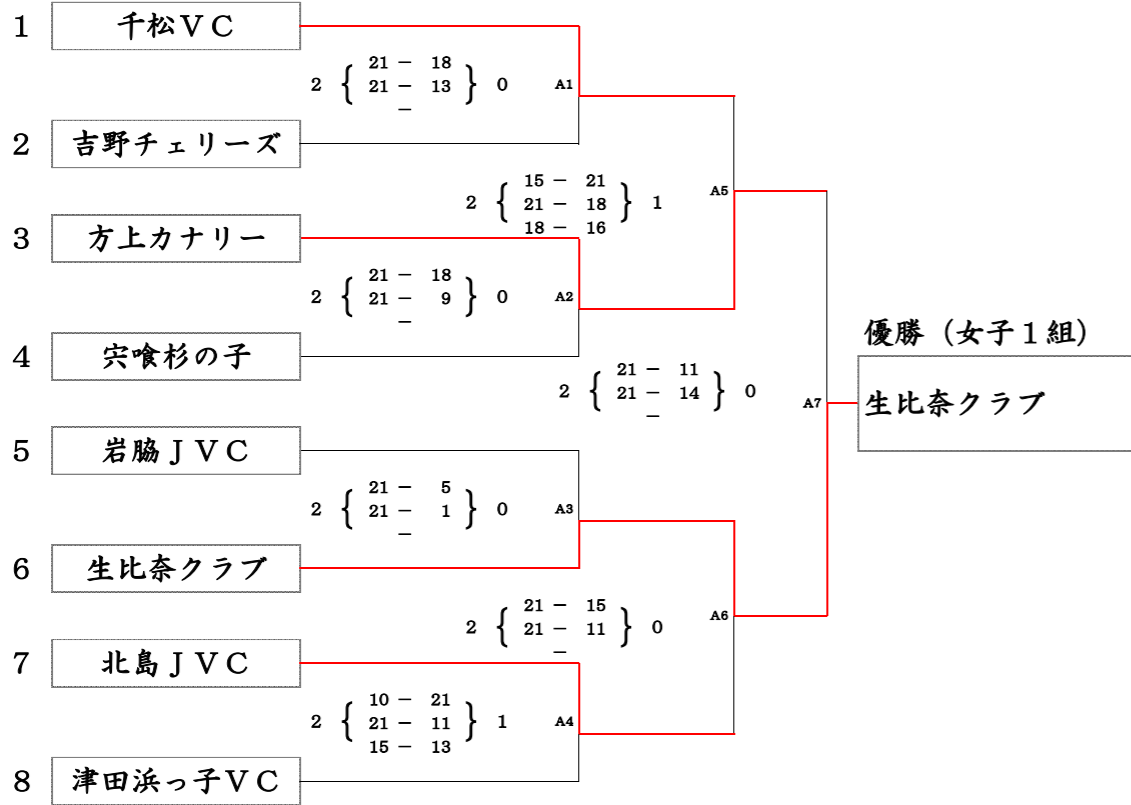 1 千松ＶＣ
21 － 18
2 { 21 － 13 } 0 A1
－
2 吉野チェリーズ
15 － 21
2 { 21 － 18 } 1 A5
18 － 16
3 方上カナリー
21 － 18
2 { 21 － 9 } 0 A2
－
4 宍喰杉の子
優勝（女子１組）
21 － 11
2 { 21 － 14 } 0 A7
－
生比奈クラブ
5 岩脇ＪＶＣ
21 － 5
2 { 21 － 1 } 0 A3
－
6 生比奈クラブ
21 － 15
2 { 21 － 11 } 0 A6
－
7 北島ＪＶＣ
10 － 21
2 { 21 － 11 } 1 A4
15 － 13
8 津田浜っ子ＶＣ